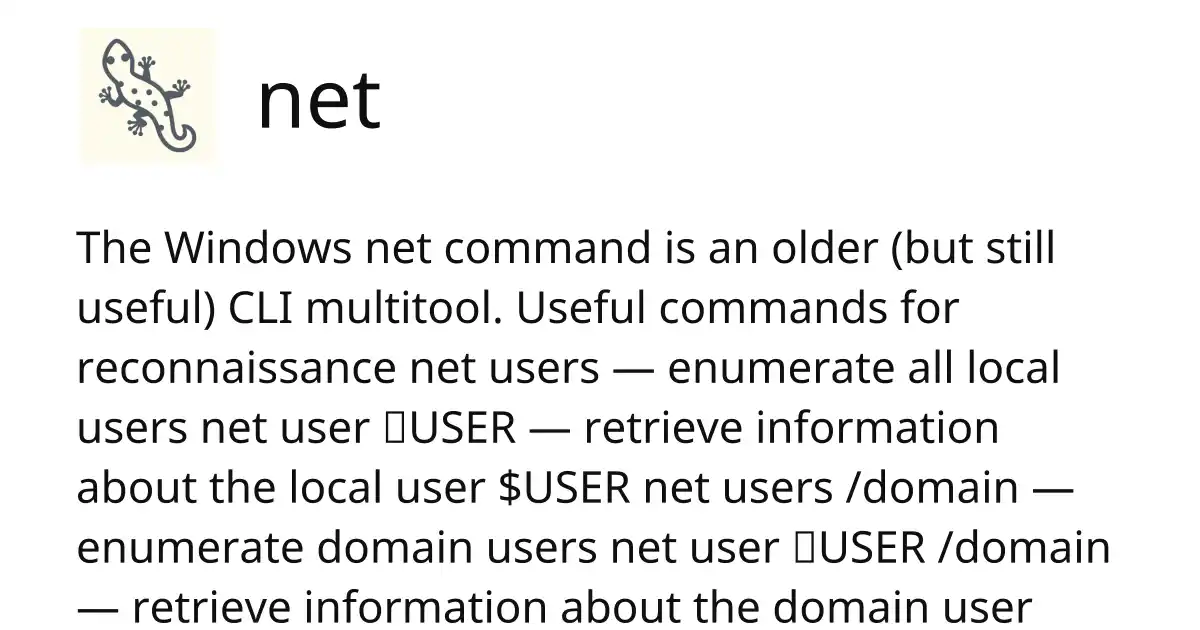 net
The Windows net command is an older (but still
useful) CLI multitool. Useful commands for
reconnaissance net users — enumerate all local
users net user ▯USER — retrieve information
about the local user $USER net users /domain —
enumerate domain users net user ▯USER /domain
— retrieve information about the domain user